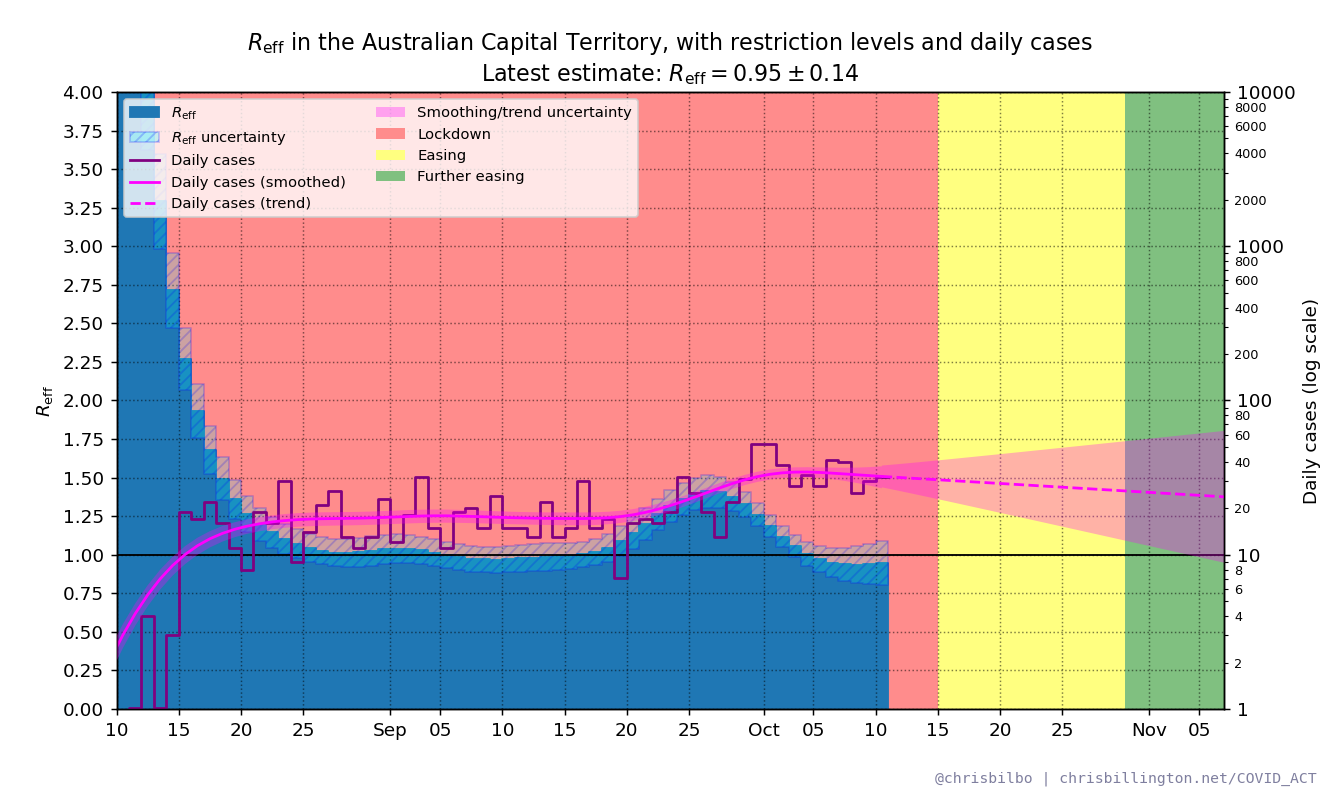 R_eff in the Australian Capital Territory, with restriction levels and daily cases
Latest estimate: R_eff = 0.95 ± 0.14
R_eff
R_eff uncertainty
Daily cases
Daily cases (smoothed)
Daily cases (trend)
Smoothing/trend uncertainty
Lockdown
Easing
Further easing
R_eff
4.00
3.75
3.50
3.25
3.00
2.75
2.50
2.25
2.00
1.75
1.50
1.25
1.00
0.75
0.50
0.25
0.00
10 15 20 25 Sep 05 10 15 20 25 Oct 05 10 15 20 25 Nov 05
10000
8000
6000
4000
2000
1000
800
600
400
200
100
80
60
40
20
10
8
6
4
2
1
Daily cases (log scale)
@chrisbilbo | chrisbillington.net/COVID_ACT